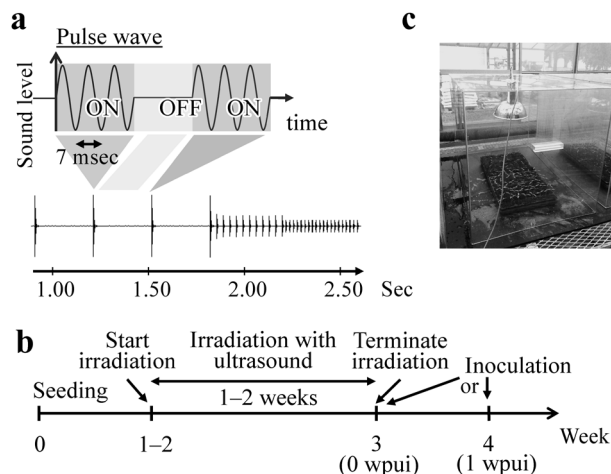 a
Pulse wave
Sound level
ON
OFF
ON
time
7 msec
1.00
1.50
2.00
2.50
Sec
c
b
Start
irradiation
Irradiation with
ultrasound
Terminate
irradiation
Inoculation
or
Seeding
1–2 weeks
0
1–2
3
4
Week
(0 wpui)
(1 wpui)